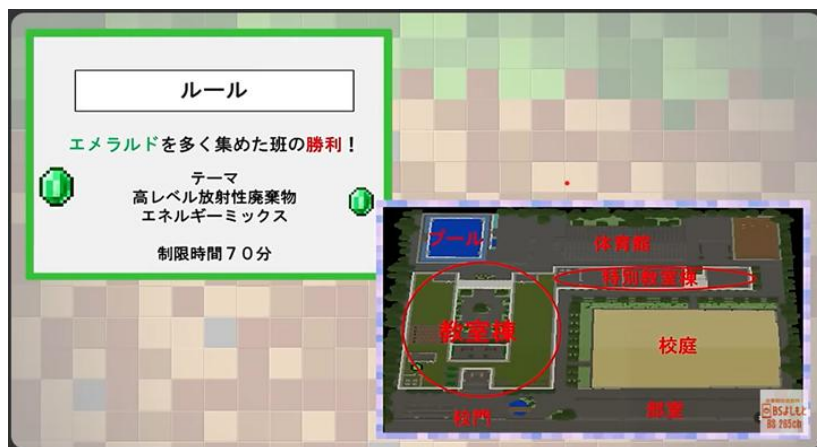 ルール
エメラルドを多く集めた班の勝利！
テーマ
高レベル放射性廃棄物
エネルギーミックス
制限時間７０分
プール
体育館
特別教室棟
教室棟
校庭
校門
部室
BSよしもと
BS 265ch